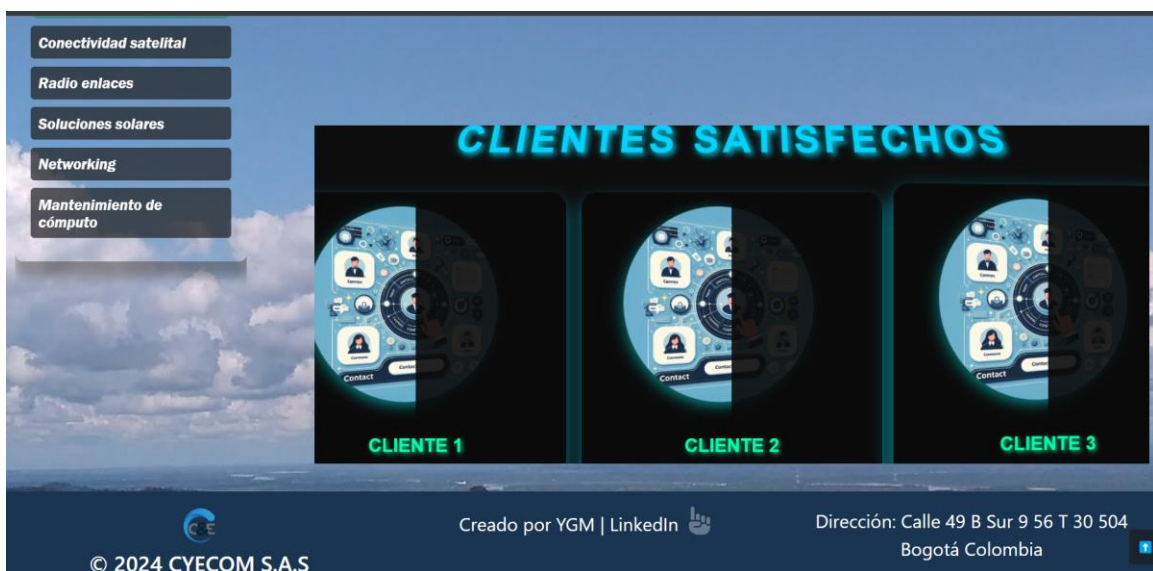 Conectividad satelital
Radio enlaces
Soluciones solares
Networking
Mantenimiento de
cómputo
CLIENTES SATISFECHOS
Contact
CLIENTE 1
Contact
CLIENTE 2
Contact
CLIENTE 3
C&E
© 2024 CYECOM S.A.S
Creado por YGM | LinkedIn
Dirección: Calle 49 B Sur 9 56 T 30 504
Bogotá Colombia